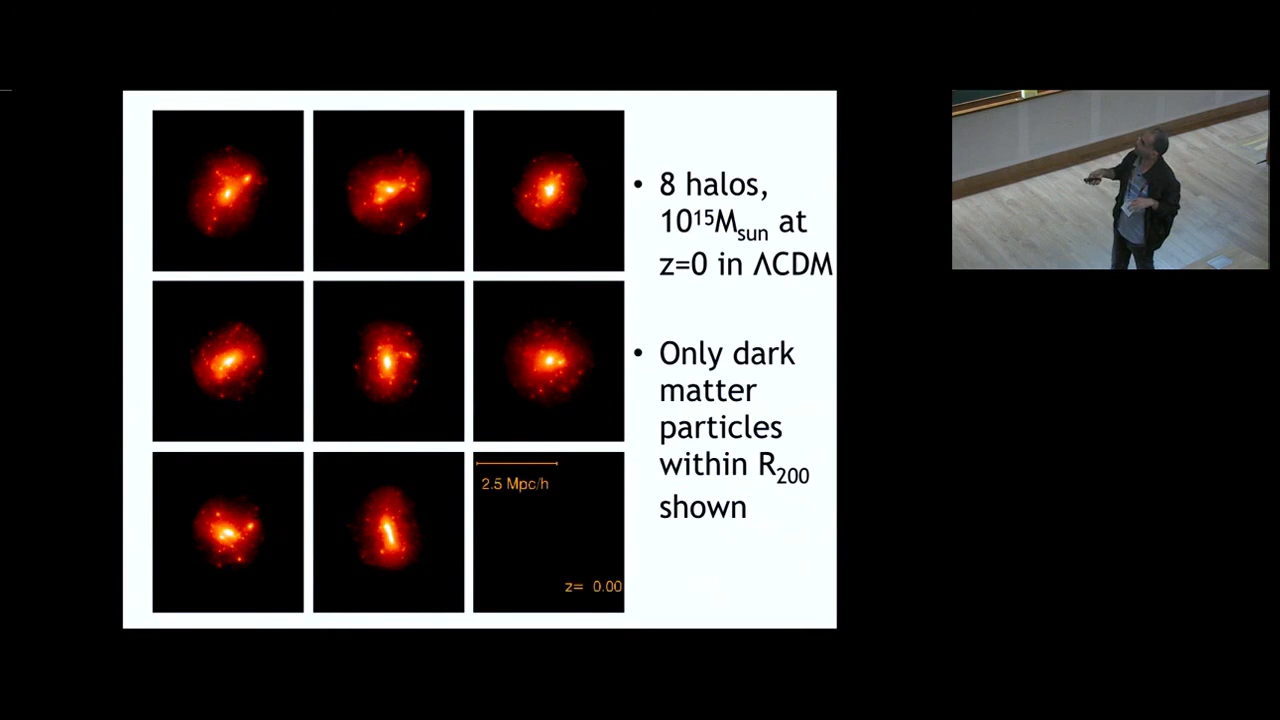 • 8 halos,
10¹⁵M_sun at
z=0 in ΛCDM
• Only dark
matter
particles
within R₂₀₀
shown
2.5 Mpc/h
z= 0.00